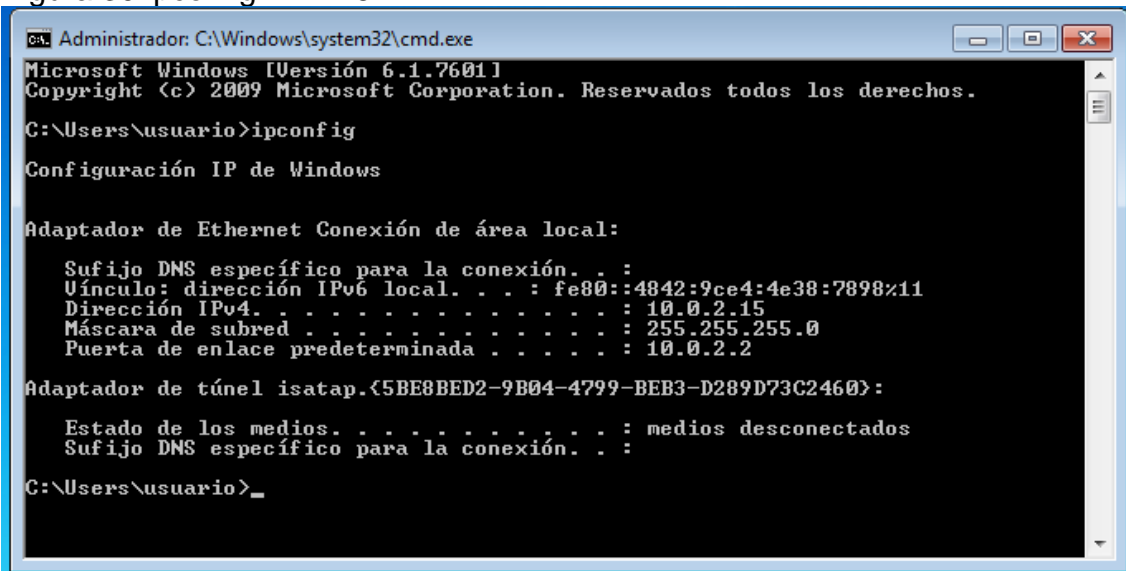 Administrador: C:\Windows\system32\cmd.exe
Microsoft Windows [Versión 6.1.7601]
Copyright (c) 2009 Microsoft Corporation. Reservados todos los derechos.
C:\Users\usuario>ipconfig
Configuración IP de Windows
Adaptador de Ethernet Conexión de área local:
Sufijo DNS específico para la conexión. . :
Vínculo: dirección IPv6 local. . . : fe80::4842:9ce4:4e38:7898%11
Dirección IPv4. . . . . . . . . . . . . . : 10.0.2.15
Máscara de subred . . . . . . . . . . . . : 255.255.255.0
Puerta de enlace predeterminada . . . . . : 10.0.2.2
Adaptador de túnel isatap.{5BE8BED2-9B04-4799-BEB3-D289D73C2460}:
Estado de los medios. . . . . . . . . . . : medios desconectados
Sufijo DNS específico para la conexión. . :
C:\Users\usuario>_